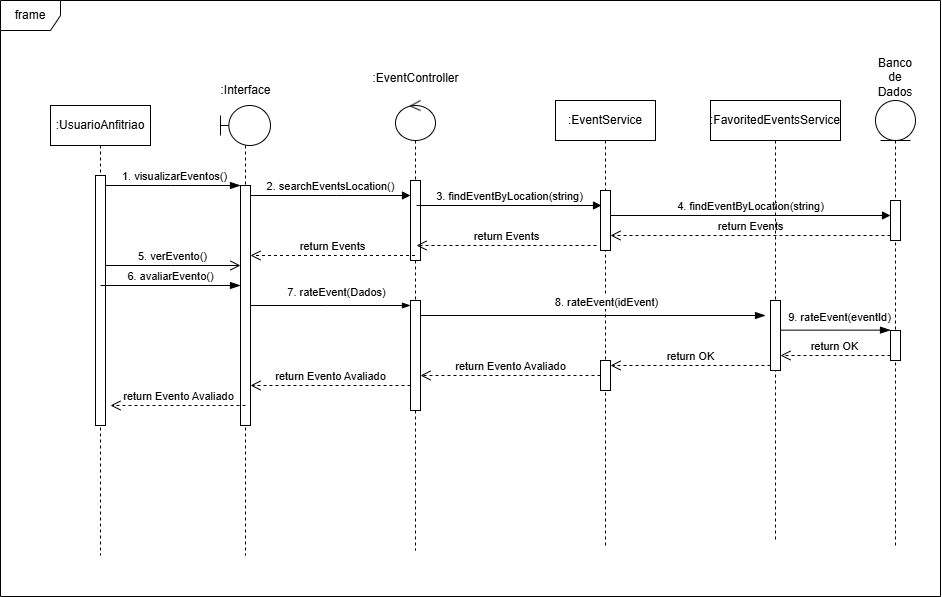 frame
Banco
de
Dados
:Interface
:EventController
:UsuarioAnfitriao
:EventService
:FavoritedEventsService
1. visualizarEventos()
2. searchEventsLocation()
3. findEventByLocation(string)
4. findEventByLocation(string)
return Events
return Events
return Events
5. verEvento()
6. avaliarEvento()
7. rateEvent(Dados)
8. rateEvent(idEvent)
9. rateEvent(eventId)
return OK
return OK
return Evento Avaliado
return Evento Avaliado
return Evento Avaliado